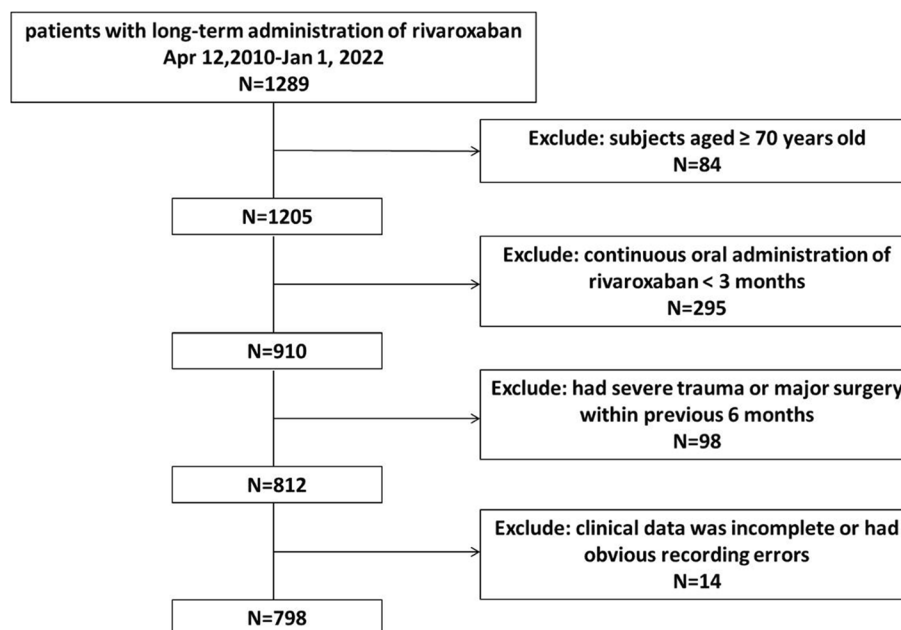 patients with long-term administration of rivaroxaban
Apr 12,2010-Jan 1, 2022
N=1289
Exclude: subjects aged ≥ 70 years old
N=84
N=1205
Exclude: continuous oral administration of
rivaroxaban < 3 months
N=295
N=910
Exclude: had severe trauma or major surgery
within previous 6 months
N=98
N=812
Exclude: clinical data was incomplete or had
obvious recording errors
N=14
N=798